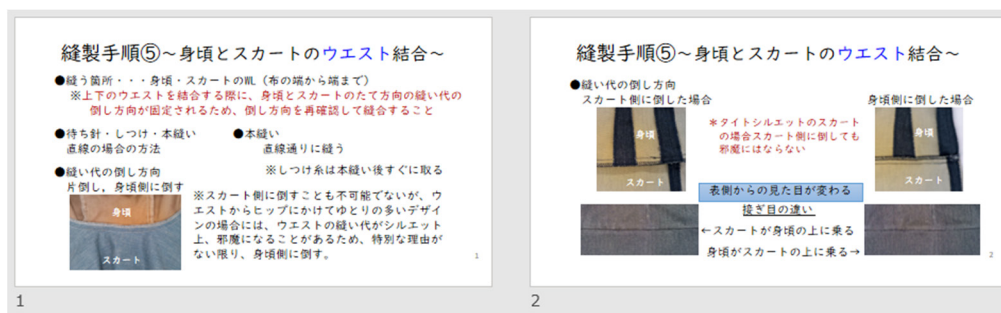 縫製手順⑤～身頃とスカートのウエスト結合～
●縫う箇所・・・身頃・スカートのWL（布の端から端まで）
※上下のウエストを結合する際に、身頃とスカートのたて方向の縫い代の
倒し方向が固定されるため、倒し方向を再確認して縫合すること
●待ち針・しつけ・本縫い
直線の場合の方法
●本縫い
直線通りに縫う
※しつけ糸は本縫い後すぐに取る
●縫い代の倒し方向
片倒し，身頃側に倒す
身頃
スカート
※スカート側に倒すことも不可能でないが、ウ
エストからヒップにかけてゆとりの多いデザイ
ンの場合には、ウエストの縫い代がシルエット
上、邪魔になることがあるため、特別な理由が
ない限り、身頃側に倒す。
1
1
縫製手順⑤～身頃とスカートのウエスト結合～
●縫い代の倒し方向
スカート側に倒した場合
身頃側に倒した場合
身頃
スカート
＊タイトシルエットのスカート
の場合スカート側に倒しても
邪魔にはならない
身頃
スカート
表側からの見た目が変わる
接ぎ目の違い
←スカートが身頃の上に乗る
身頃がスカートの上に乗る→
2
2